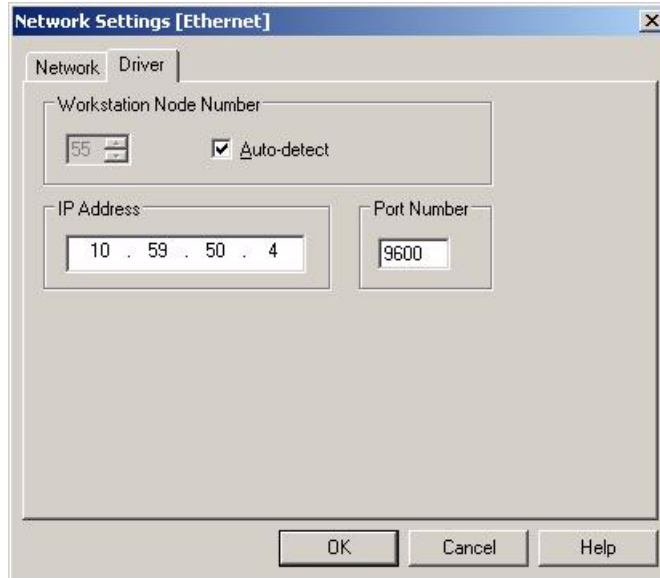 Network Settings [Ethernet]
Network Driver
Workstation Node Number
55 Auto-detect
IP Address Port Number
10 . 59 . 50 . 4 9600
OK Cancel Help